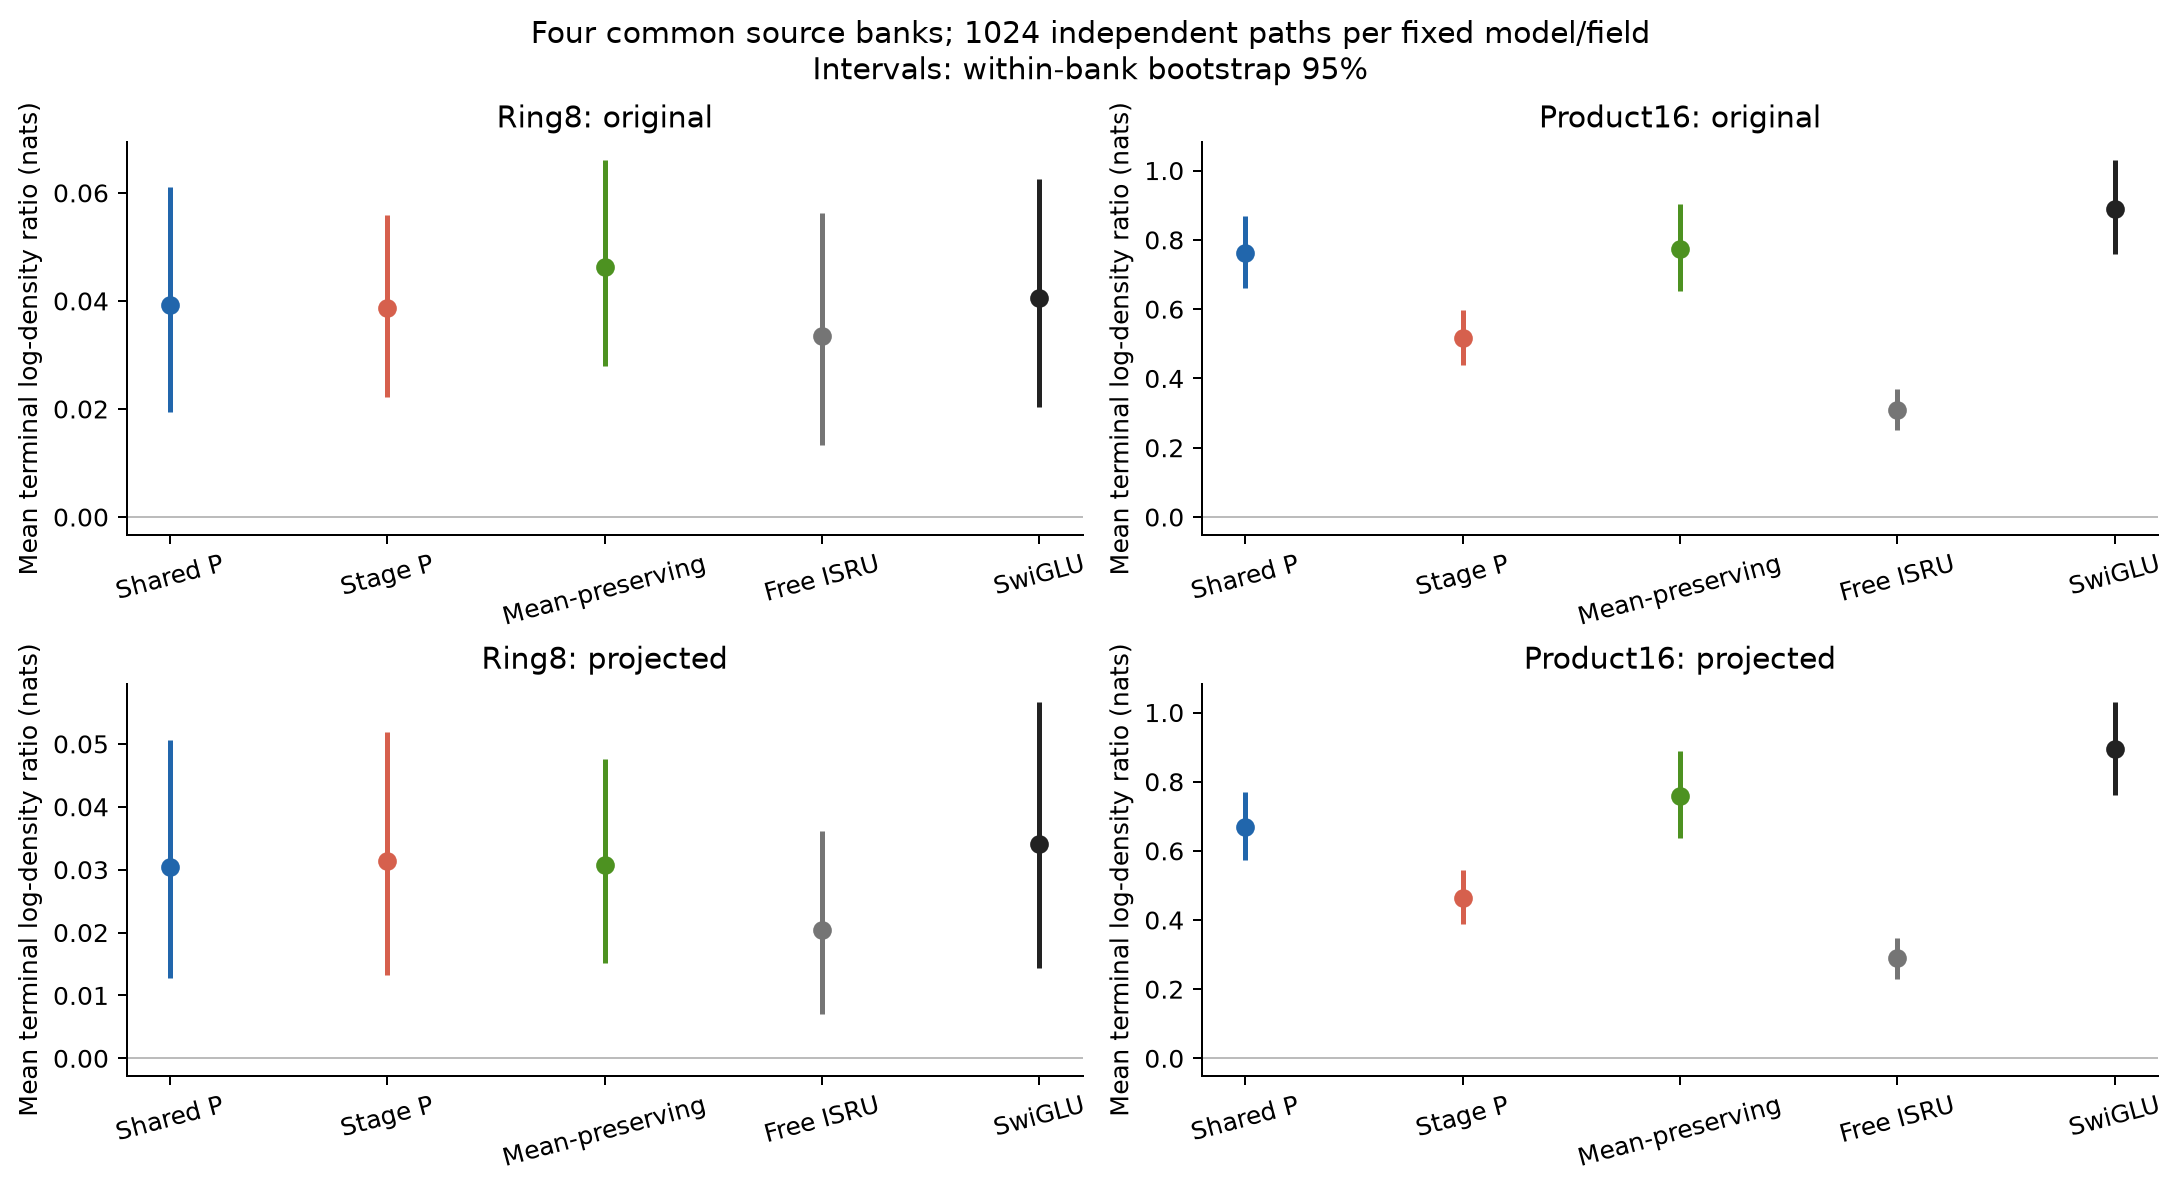 Four common source banks; 1024 independent paths per fixed model/field
Intervals: within-bank bootstrap 95%
Ring8: original
Mean terminal log-density ratio (nats)
0.06
0.04
0.02
0.00
Shared P
Stage P
Mean-preserving
Free ISRU
SwiGLU
Product16: original
Mean terminal log-density ratio (nats)
1.0
0.8
0.6
0.4
0.2
0.0
Shared P
Stage P
Mean-preserving
Free ISRU
SwiGLU
Ring8: projected
Mean terminal log-density ratio (nats)
0.05
0.04
0.03
0.02
0.01
0.00
Shared P
Stage P
Mean-preserving
Free ISRU
SwiGLU
Product16: projected
Mean terminal log-density ratio (nats)
1.0
0.8
0.6
0.4
0.2
0.0
Shared P
Stage P
Mean-preserving
Free ISRU
SwiGLU